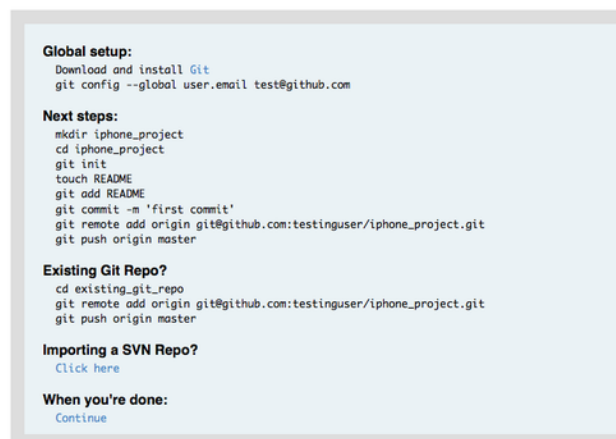 Global setup:
Download and install Git
git config --global user.email test@github.com
Next steps:
mkdir iphone_project
cd iphone_project
git init
touch README
git add README
git commit -m 'first commit'
git remote add origin git@github.com:testinguser/iphone_project.git
git push origin master
Existing Git Repo?
cd existing_git_repo
git remote add origin git@github.com:testinguser/iphone_project.git
git push origin master
Importing a SVN Repo?
Click here
When you're done:
Continue